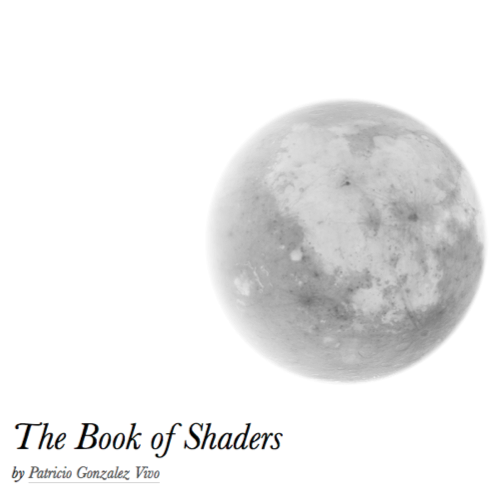 The Book of Shaders
by Patricio Gonzalez Vivo